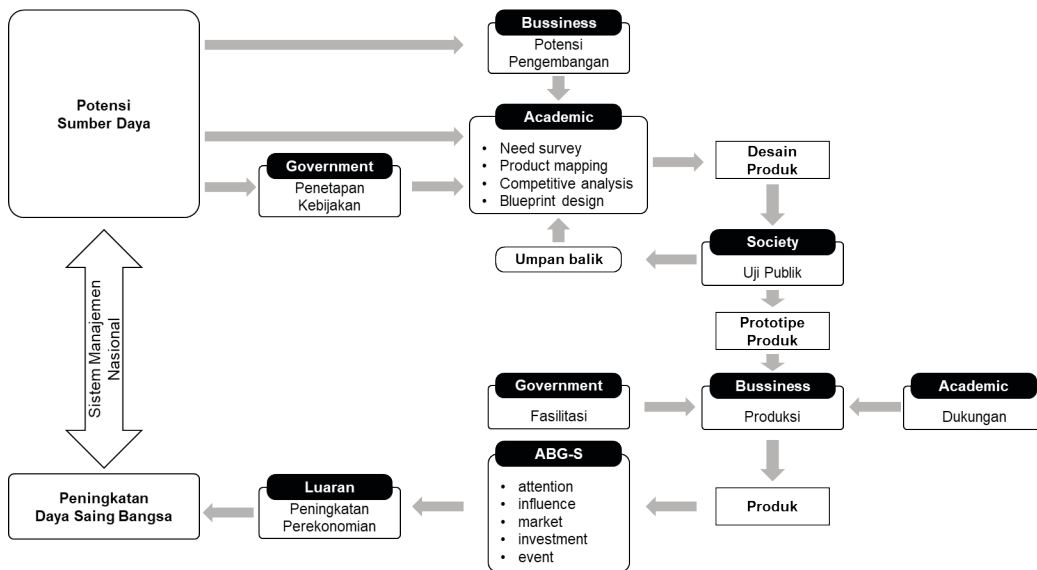 Bussiness
Potensi
Pengembangan
Potensi
Sumber Daya
Academic
• Need survey
• Product mapping
• Competitive analysis
• Blueprint design
Government
Penetapan
Kebijakan
Desain
Produk
Society
Uji Publik
Umpan balik
Sistem Manajemen
Nasional
Prototipe
Produk
Government
Fasilitasi
Bussiness
Produksi
Academic
Dukungan
ABG-S
• attention
• influence
• market
• investment
• event
Produk
Luaran
Peningkatan
Perekonomian
Peningkatan
Daya Saing Bangsa